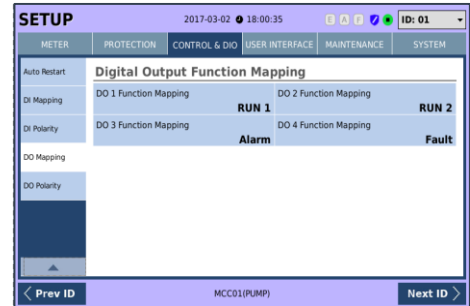 SETUP 2017-03-02 18:00:35 E A F ID: 01
METER PROTECTION CONTROL & DIO USER INTERFACE MAINTENANCE SYSTEM
Auto Restart
DI Mapping
DI Polarity
DO Mapping
DO Polarity
Digital Output Function Mapping
DO 1 Function Mapping
RUN 1
DO 2 Function Mapping
RUN 2
DO 3 Function Mapping
Alarm
DO 4 Function Mapping
Fault
Prev ID MCC01(PUMP) Next ID